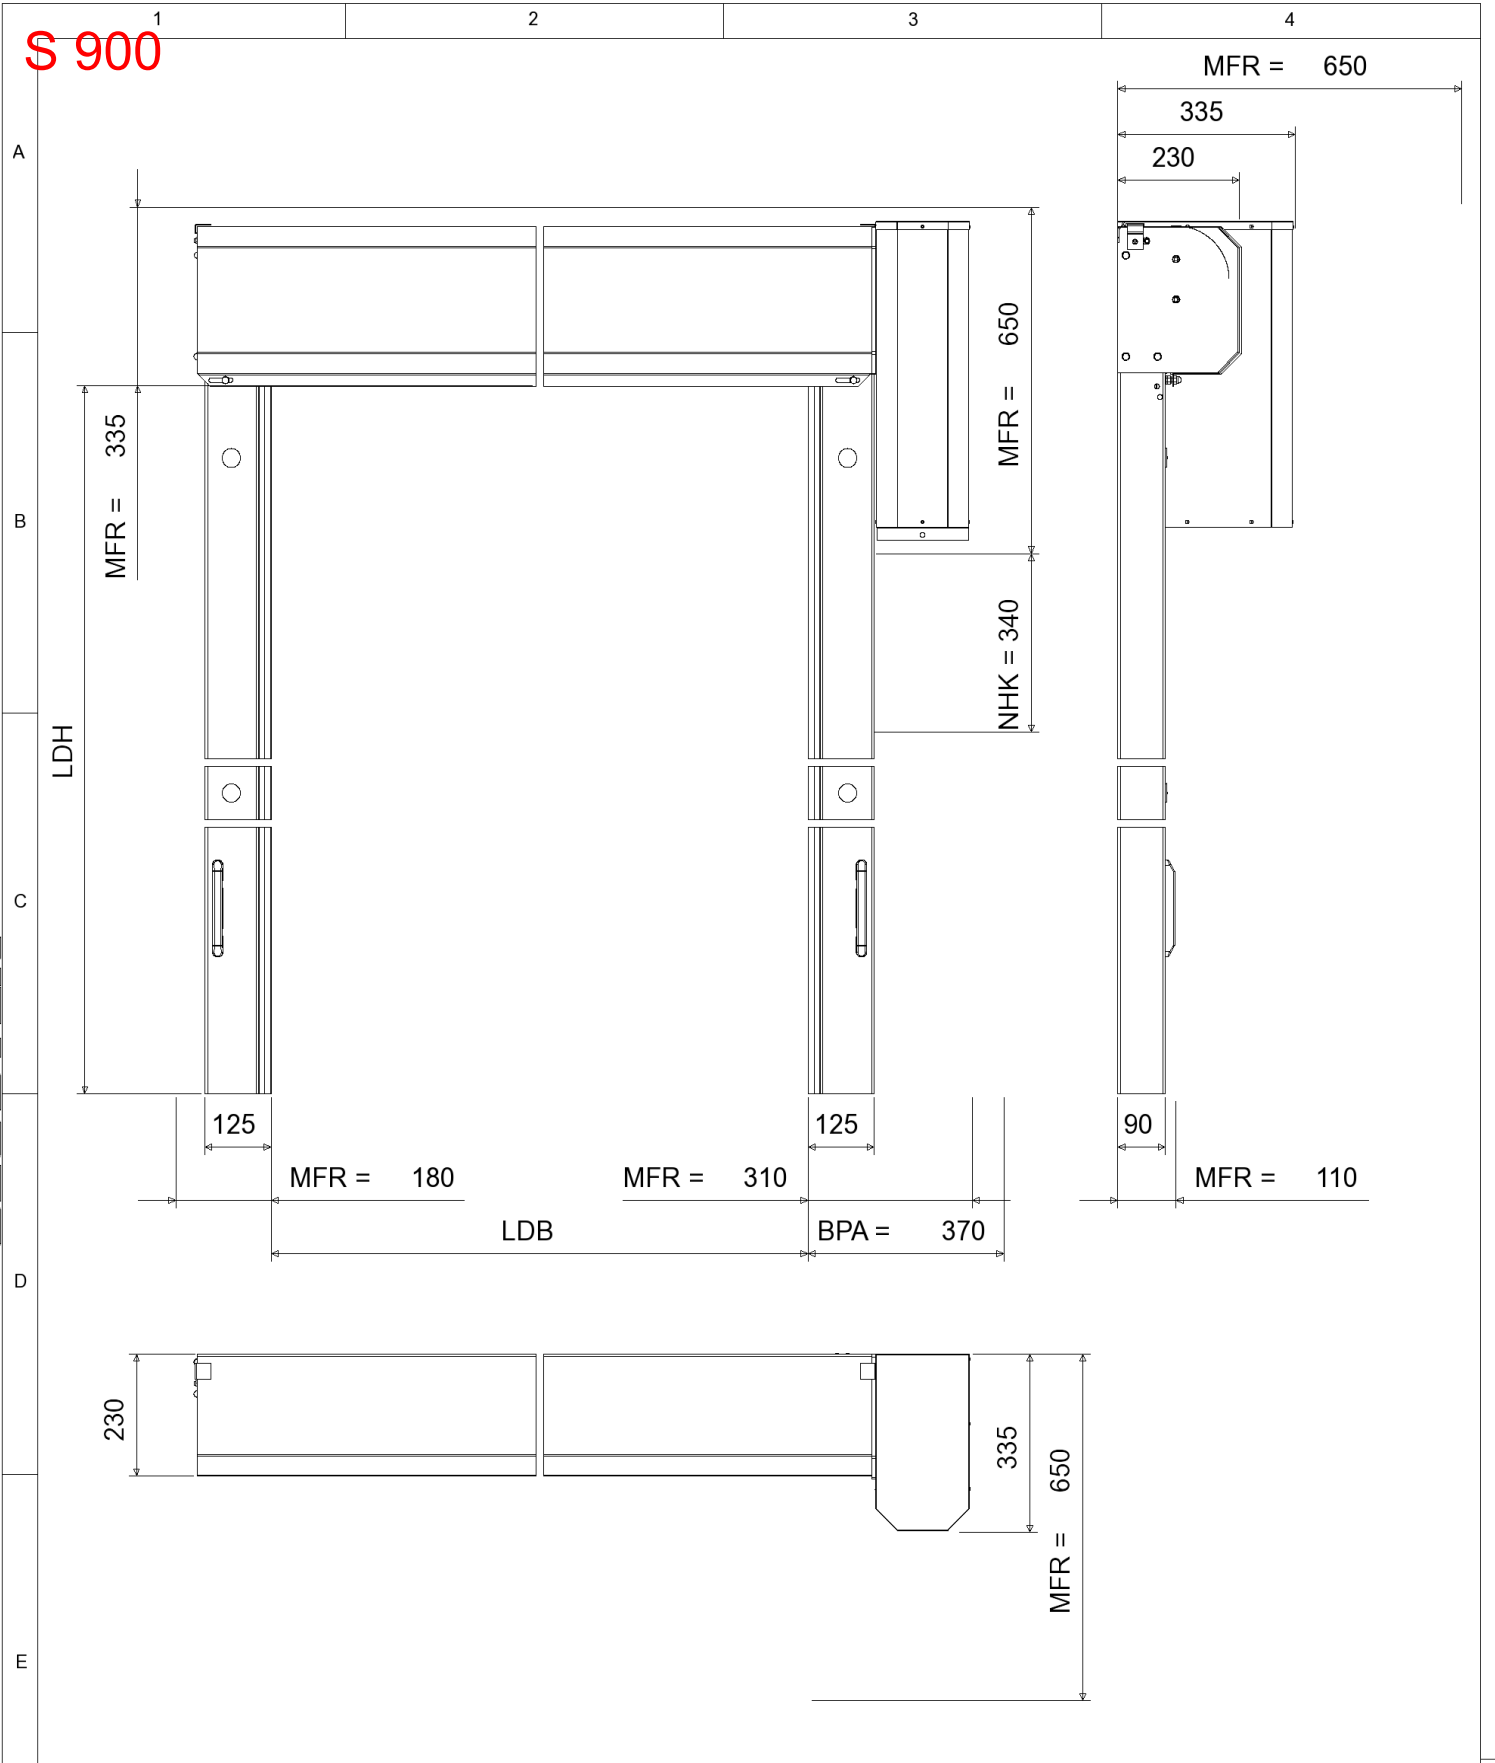 1
2
3
4
S 900
MFR = 650
335
230
A
MFR = 650
MFR = 335
B
NHK = 340
LDH
C
125
125
90
MFR = 180
MFR = 310
MFR = 110
LDB
BPA = 370
D
230
335
MFR = 650
E